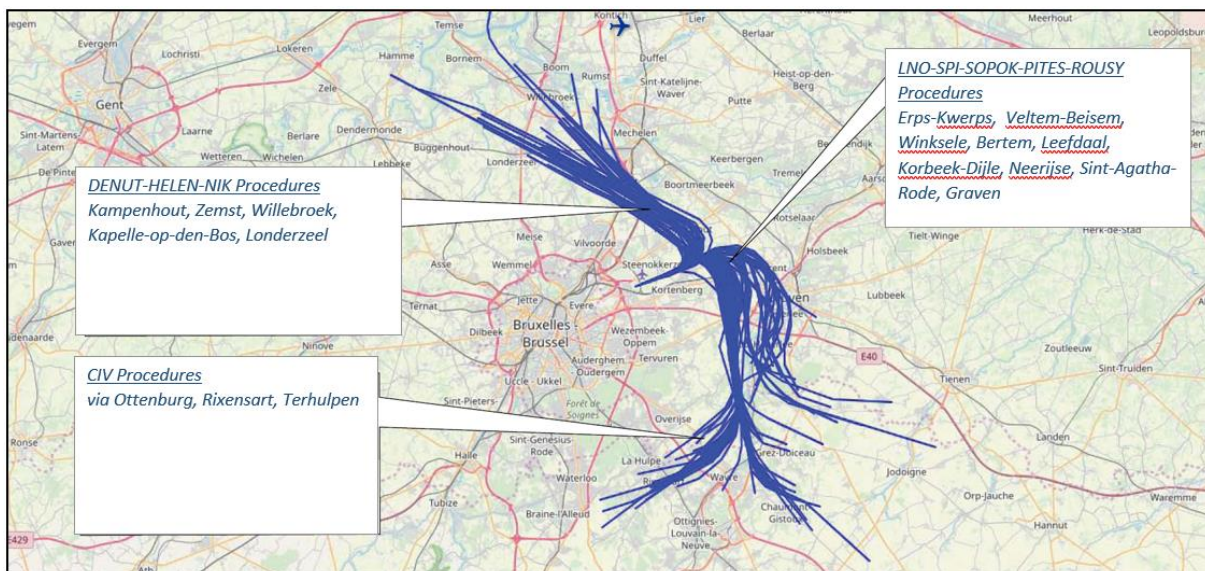 Kontich
Meerhout
Leopoldsburg
Temse
Lier
Evergem
Lochristi
Lokeren
Hamme
Bornem
Boom
Rumst
Duffel
Berlaar
Zele
Willebroek
Sint-Katelijne-
Waver
Heist-op-den-
Berg
Gent
Putte
Laarne
Dendermonde
Mechelen
Sint-Martens-
Latem
Wetteren
Wichelen
Lebbeke
Buggenhout
Londerzeel
Keerbergen
Boortmeerbeek
Rotselaar
LNO-SPI-SOPOK-PITES-ROUSY
Procedures
Erps-Kwerps, Veltem-Beisem,
Winksele, Bertem, Leefdaal,
Korbeek-Dijle, Neerijse, Sint-Agatha-
Rode, Graven
DENUT-HELEN-NIK Procedures
Kampenhout, Zemst, Willebroek,
Kapelle-op-den-Bos, Londerzeel
Meise
Vilvoorde
Tielt-Winge
Herk-de-Stad
Asse
Wemmel
Steenokkerzeel
Holsbeek
Kortenberg
Lubbeek
Ternat
Jette
Evere
Dilbeek
Bruxelles -
Brussel
Wezembeek-
Oppem
Tervuren
Auderghem
- Oudergem
E40
Zoutleeuw
Sint-Truiden
Tienen
Ninove
Uccle - Ukkel
Forêt de
Soignes
Overijse
Sint-Pieters-
Ronse
CIV Procedures
via Ottenburg, Rixensart, Terhulpen
Sint-Genesius-
Rode
Halle
La Hulpe
Grez-Doiceau
Landen
Jodoigne
Waterloo
Wavre
Tubize
Braine-l'Alleud
Chaumont-
Gistoux
Orp-Jauche
Waremme
Ottignies-
Louvain-la-
Neuve
Hannut
E429